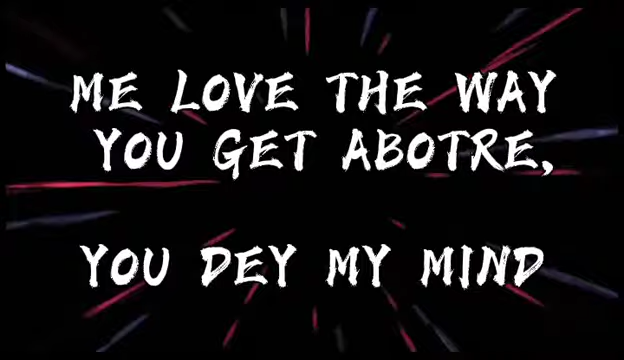 ME LOVE THE WAY
YOU GET ABOTRE,
YOU DEY MY MIND